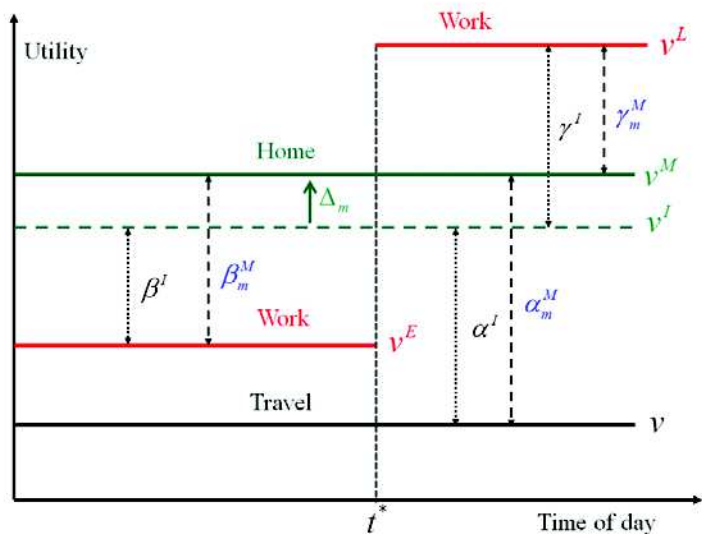 Work
v^L
Utility
γ^I
γ_m^M
Home
v^M
Δ_m
v^I
β^I
β_m^M
α^I
α_m^M
Work
v^E
Travel
v
t^*
Time of day